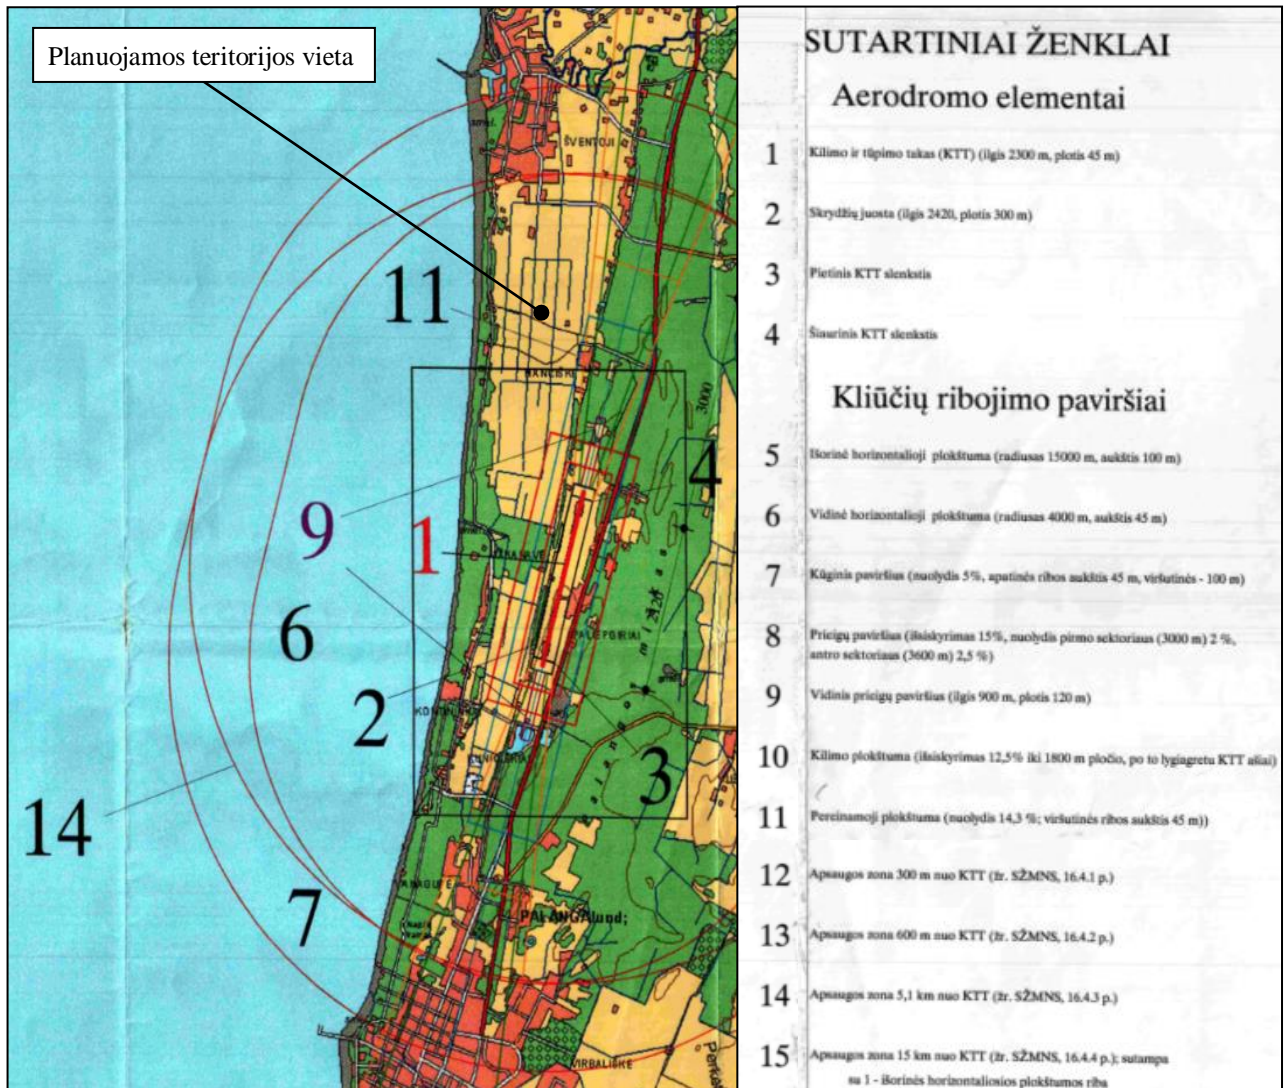 Planuojamos teritorijos vieta
ŠVENTOJI
11
3000
4
9
1
6
2
3
14
7
PALANGA
VIRBALIŠKĖ
SUTARTINIAI ŽENKLAI
Aerodromo elementai
1 Kilimo ir tūpimo takas (KTT) (ilgis 2300 m, plotis 45 m)
2 Skrydžių juosta (ilgis 2420, plotis 300 m)
3 Pietinis KTT slenkstis
4 Šiaurinis KTT slenkstis
Kliūčių ribojimo paviršiai
5 Išorinė horizontalioji plokštuma (radiusas 15000 m, aukštis 100 m)
6 Vidinė horizontalioji plokštuma (radiusas 4000 m, aukštis 45 m)
7 Kūginis paviršius (nuolydis 5%, apatinės ribos aukštis 45 m, viršutinės - 100 m)
8 Prieigų paviršius (išsiskyrimas 15%, nuolydis pirmo sektoriaus (3000 m) 2 %,
antro sektoriaus (3600 m) 2,5 %)
9 Vidinis prieigų paviršius (ilgis 900 m, plotis 120 m)
10 Kilimo plokštuma (išsiskyrimas 12,5% iki 1800 m pločio, po to lygiagretu KTT ašiai)
11 Pereinamoji plokštuma (nuolydis 14,3 %; viršutinės ribos aukštis 45 m))
12 Apsaugos zona 300 m nuo KTT (žr. SŽMNS, 16.4.1 p.)
13 Apsaugos zona 600 m nuo KTT (žr. SŽMNS, 16.4.2 p.)
14 Apsaugos zona 5,1 km nuo KTT (žr. SŽMNS, 16.4.3 p.)
15 Apsaugos zona 15 km nuo KTT (žr. SŽMNS, 16.4.4 p.); sutampa
su 1 - išorinės horizontaliosios plokštumos riba